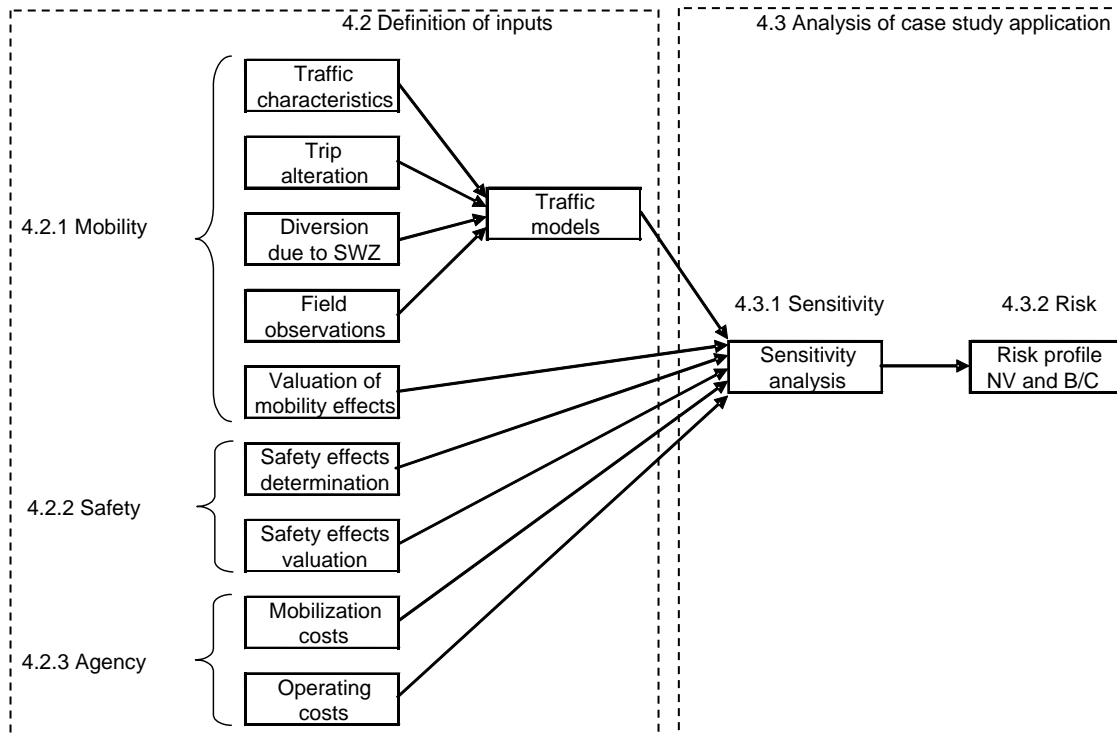 4.2 Definition of inputs
4.3 Analysis of case study application
Traffic
characteristics
Trip
alteration
4.2.1 Mobility
Diversion
due to SWZ
Field
observations
Valuation of
mobility effects
Traffic
models
4.2.2 Safety
Safety effects
determination
Safety effects
valuation
4.2.3 Agency
Mobilization
costs
Operating
costs
4.3.1 Sensitivity
Sensitivity
analysis
4.3.2 Risk
Risk profile
NV and B/C